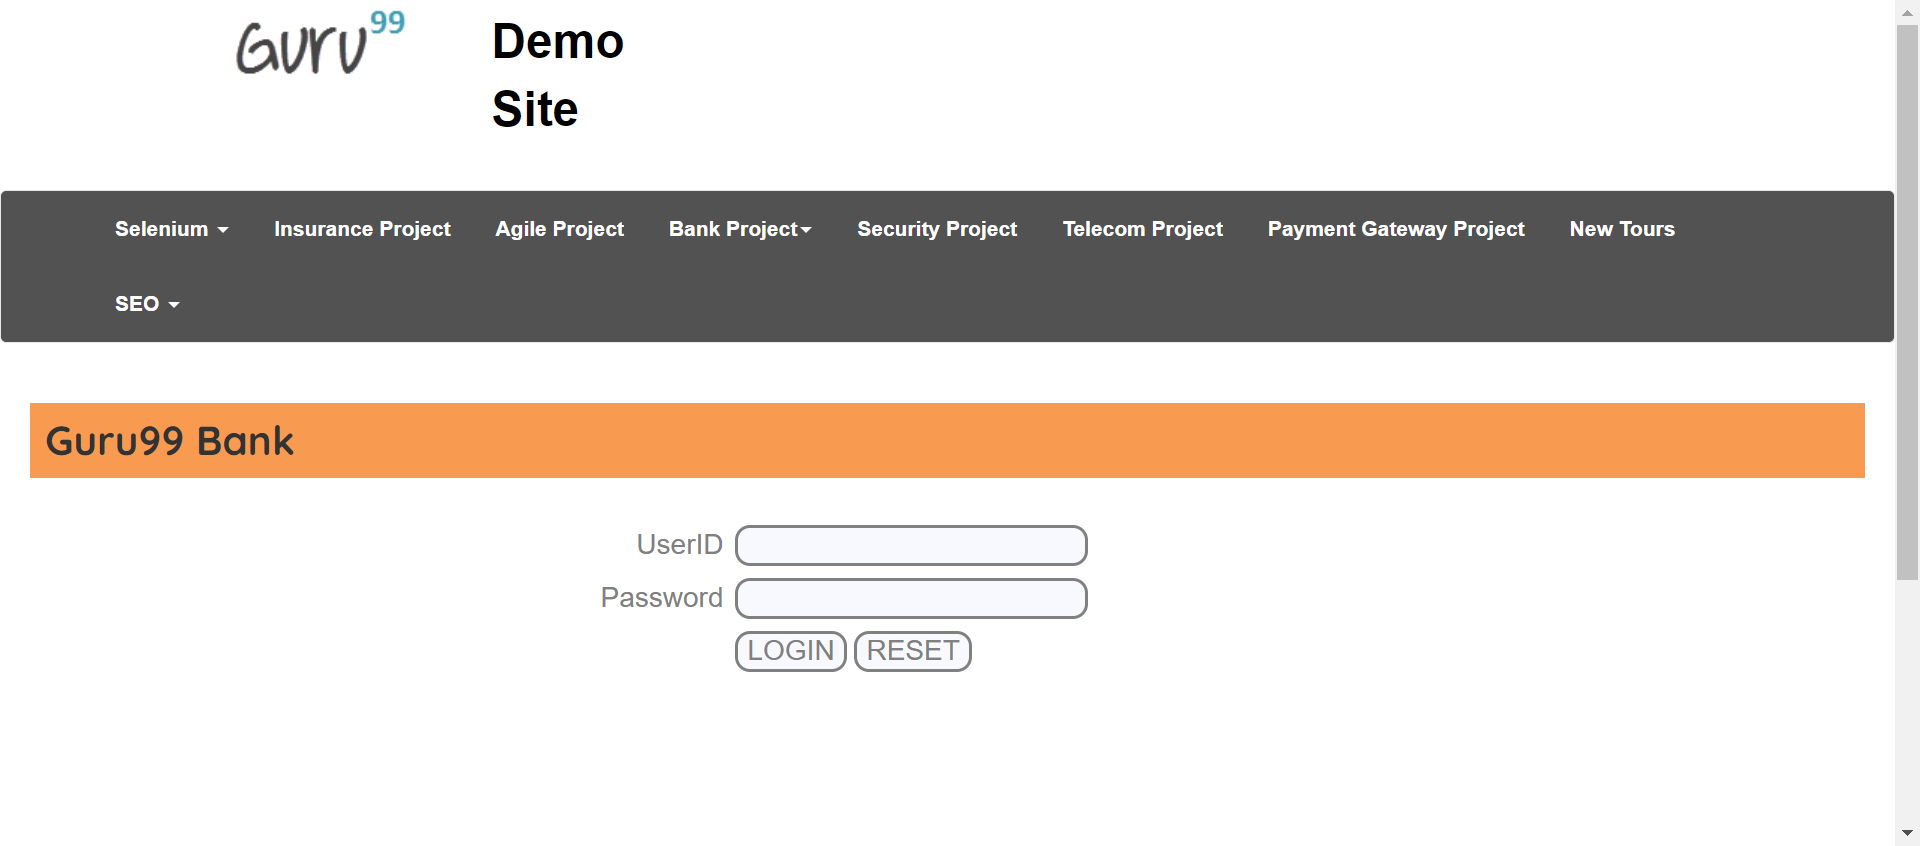 Guru99
Demo
Site
Selenium
Insurance Project
Agile Project
Bank Project
Security Project
Telecom Project
Payment Gateway Project
New Tours
SEO
Guru99 Bank
UserID
Password
LOGIN RESET